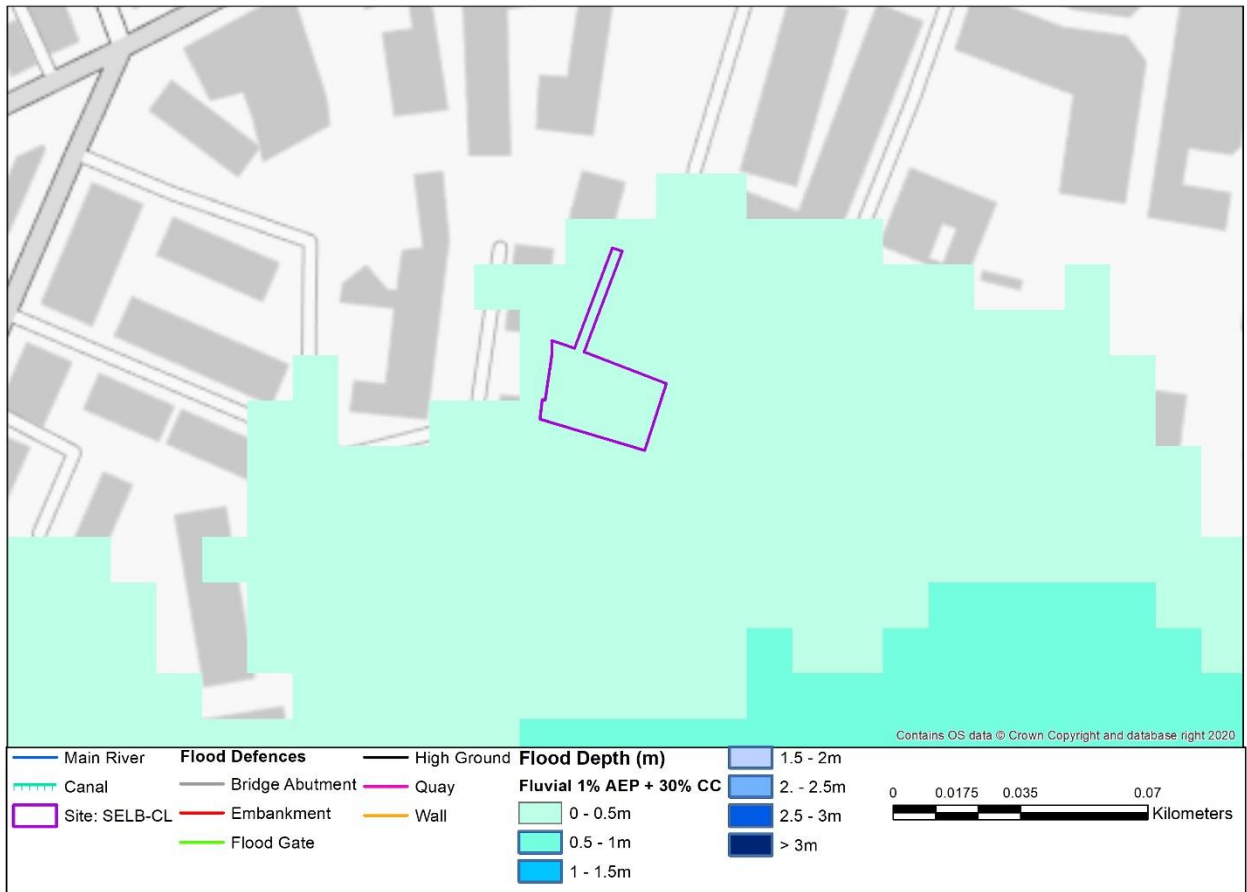 Contains OS data © Crown Copyright and database right 2020
Main River
Canal
Site: SELB-CL
Flood Defences
Bridge Abutment
Embankment
Flood Gate
High Ground
Quay
Wall
Flood Depth (m)
Fluvial 1% AEP + 30% CC
0 - 0.5m
0.5 - 1m
1 - 1.5m
1.5 - 2m
2. - 2.5m
2.5 - 3m
> 3m
0 0.0175 0.035 0.07
Kilometers